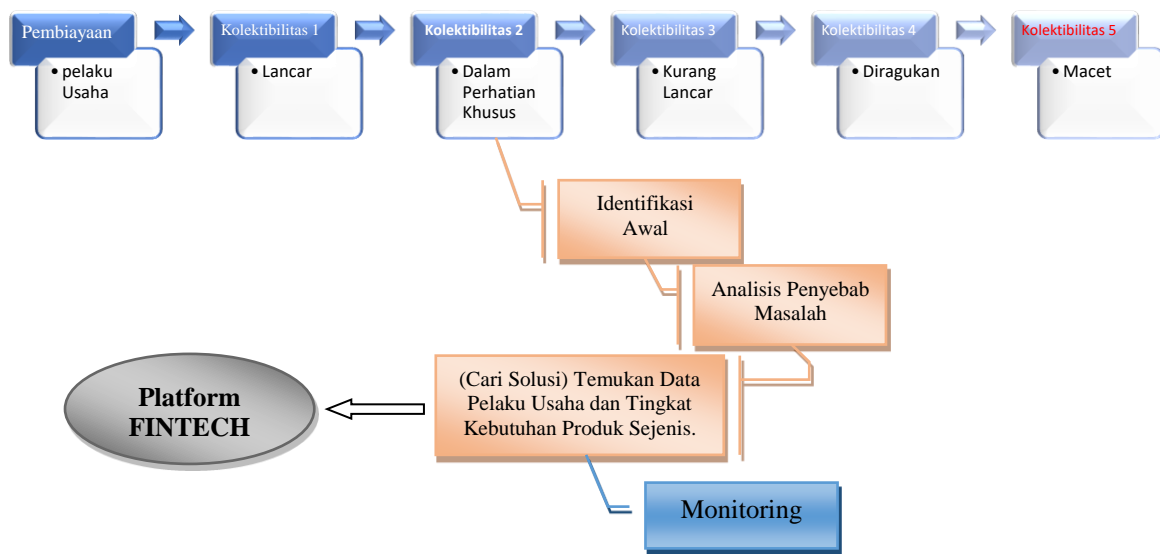 Pembiayaan
• pelaku
Usaha
Kolektibilitas 1
• Lancar
Kolektibilitas 2
• Dalam
Perhatian
Khusus
Kolektibilitas 3
• Kurang
Lancar
Kolektibilitas 4
• Diragukan
Kolektibilitas 5
• Macet
Identifikasi
Awal
Analisis Penyebab
Masalah
(Cari Solusi) Temukan Data
Pelaku Usaha dan Tingkat
Kebutuhan Produk Sejenis.
Platform
FINTECH
Monitoring